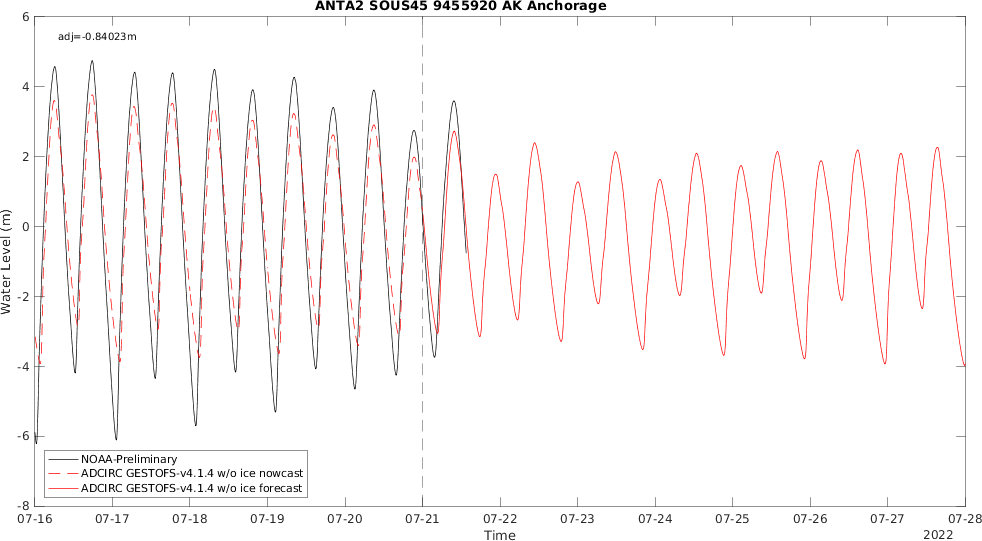 ANTA2 SOUS45 9455920 AK Anchorage
adj=-0.84023m
6
4
2
0
-2
-4
-6
-8
Water Level (m)
NOAA-Preliminary
ADCIRC GESTOFS-v4.1.4 w/o ice nowcast
ADCIRC GESTOFS-v4.1.4 w/o ice forecast
07-16 07-17 07-18 07-19 07-20 07-21 07-22 07-23 07-24 07-25 07-26 07-27 07-28
Time
2022